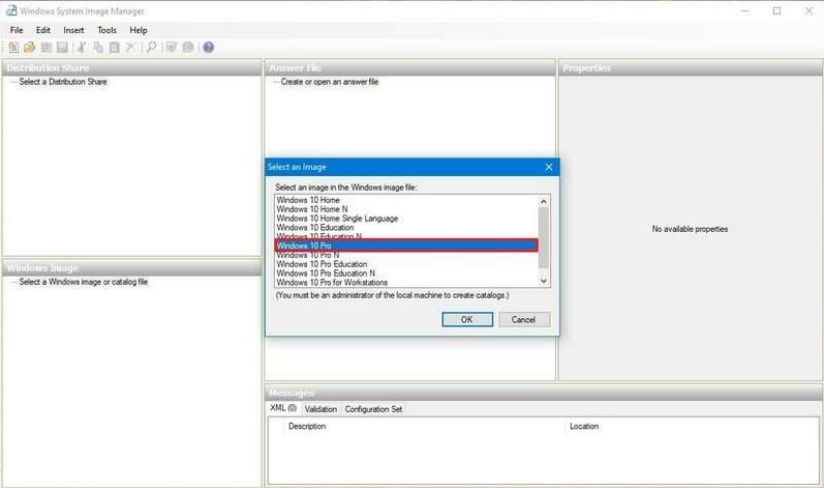 Windows System Image Manager
File Edit Insert Tools Help
Distribution Share
Select a Distribution Share
Answer File
Create or open an answer file
Properties
No available properties
Select an Image
Select an image in the Windows image file:
Windows 10 Home
Windows 10 Home N
Windows 10 Home Single Language
Windows 10 Education
Windows 10 Education N
Windows 10 Pro
Windows 10 Pro N
Windows 10 Pro Education
Windows 10 Pro Education N
Windows 10 Pro for Workstations
(You must be an administrator of the local machine to create catalogs.)
OK Cancel
Windows Image
Select a Windows image or catalog file
Messages
XML (0) Validation Configuration Set
Description Location